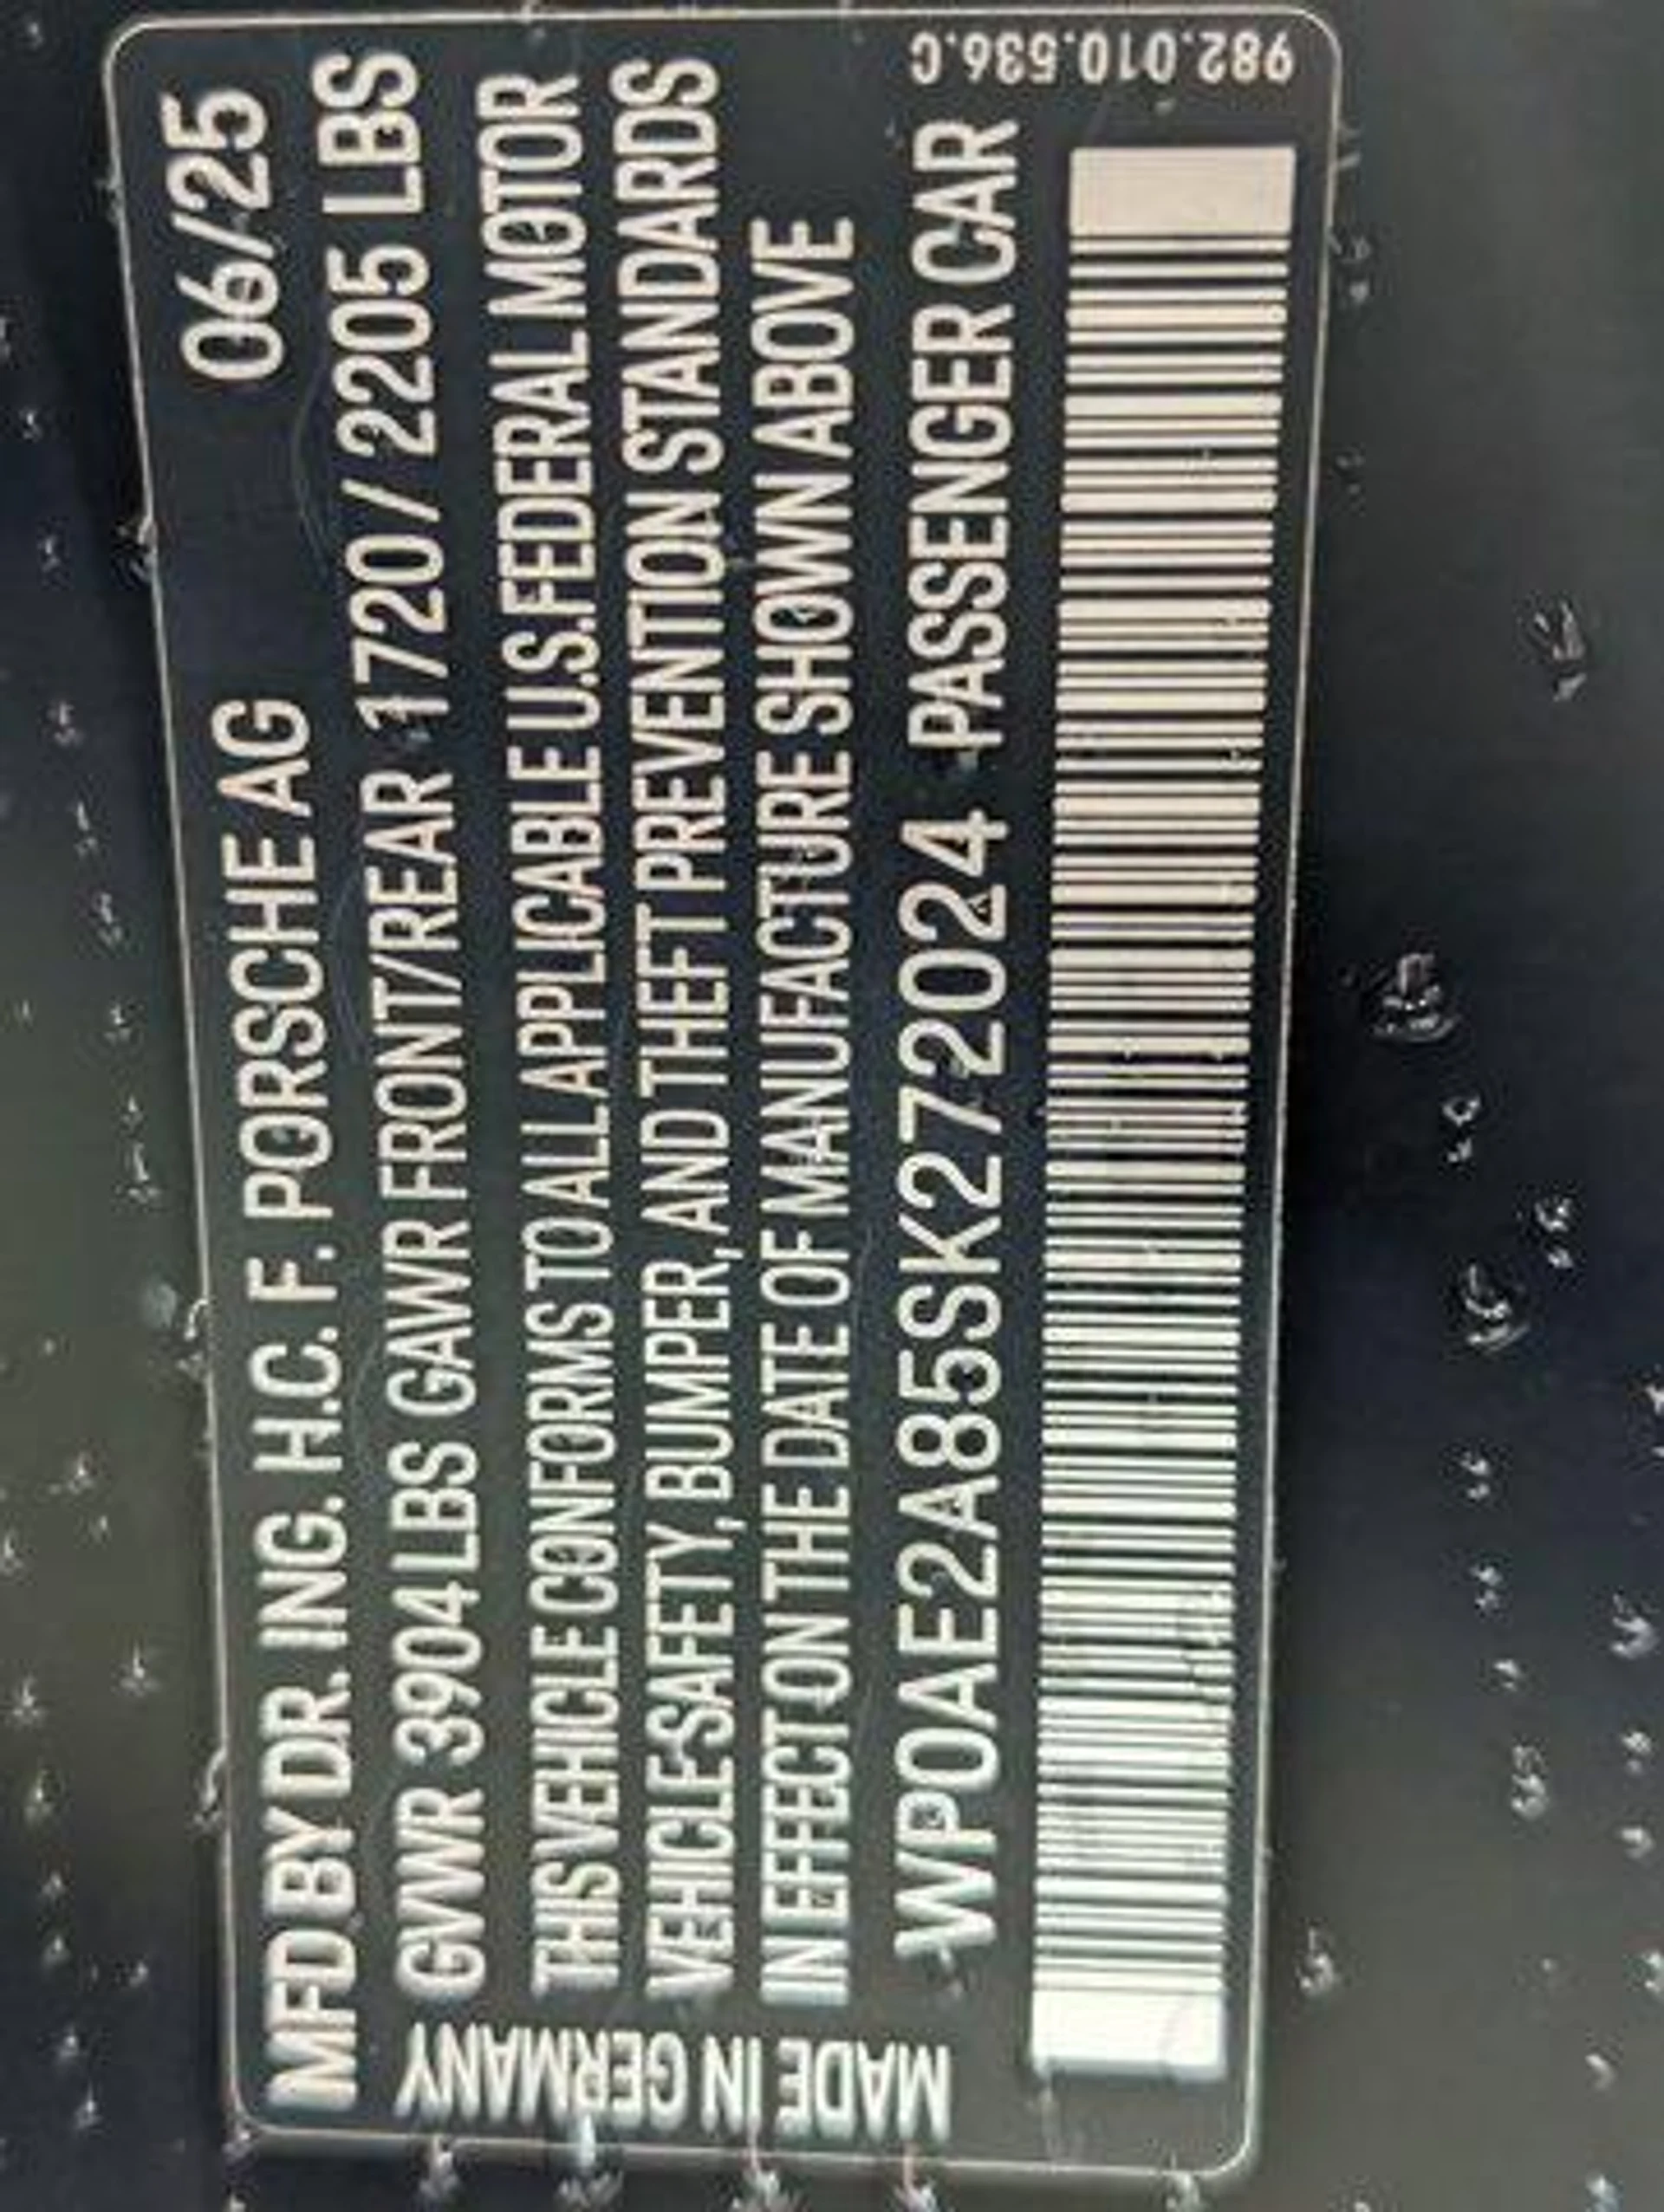 MFD BY DR. ING. H.C. F. PORSCHE AG 06/25
GVWR 3904 LBS GAWR FRONT/REAR 1720 / 2205 LBS
THIS VEHICLE CONFORMS TO ALL APPLICABLE U.S. FEDERAL MOTOR
VEHICLE SAFETY, BUMPER, AND THEFT PREVENTION STANDARDS
IN EFFECT ON THE DATE OF MANUFACTURE SHOWN ABOVE
WP0AE2A85SK272024 PASSENGER CAR
MADE IN GERMANY
982.010.536.C